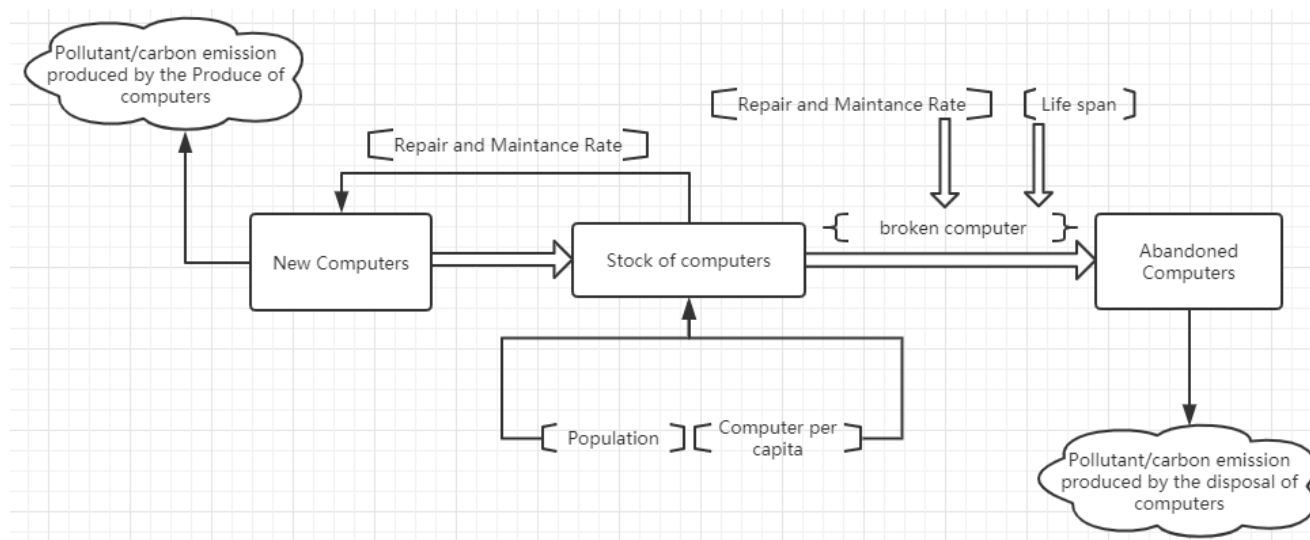 Pollutant/carbon emission
produced by the Produce of
computers
Repair and Maintance Rate
Life span
Repair and Maintance Rate
broken computer
New Computers
Stock of computers
Abandoned
Computers
Population
Computer per
capita
Pollutant/carbon emission
produced by the disposal of
computers